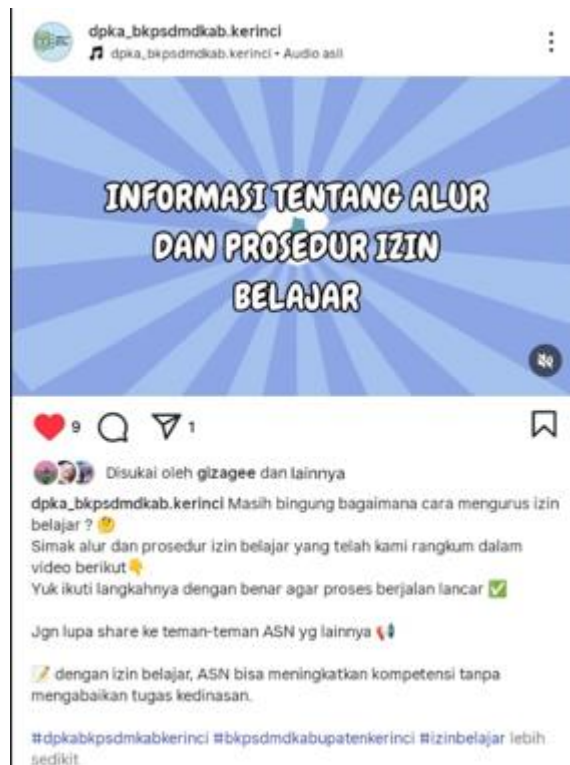 dpka_bkpsdmdkab.kerinci
dpka_bkpsdmdkab.kerinci • Audio asli
INFORMASI TENTANG ALUR
DAN PROSEDUR IZIN
BELAJAR
9
1
Disukai oleh gizagee dan lainnya
dpka_bkpsdmdkab.kerinci Masih bingung bagaimana cara mengurus izin
belajar ? 🤔
Simak alur dan prosedur izin belajar yang telah kami rangkum dalam
video berikut👇
Yuk ikuti langkahnya dengan benar agar proses berjalan lancar ✅
Jgn lupa share ke teman-teman ASN yg lainnya 📢
📝 dengan izin belajar, ASN bisa meningkatkan kompetensi tanpa
mengabaikan tugas kedinasan.
#dpkabkpsdmkabkerinci #bkpsdmdkabupatenkerinci #izinbelajar lebih
sedikit